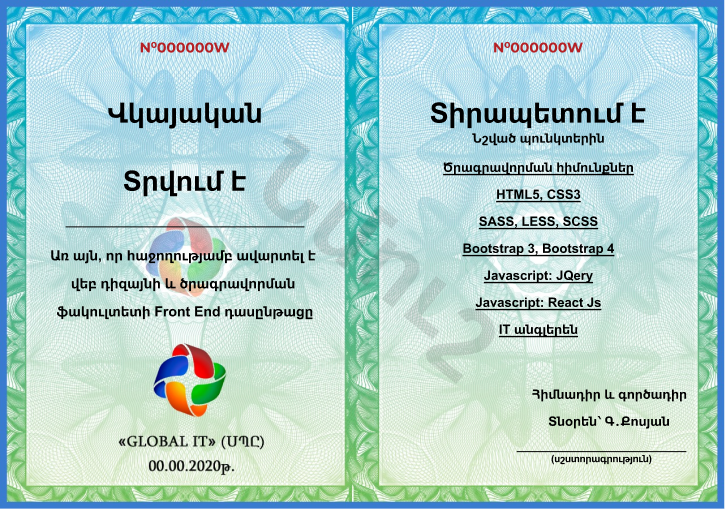 Nº000000W
Վկայական
Տրվում է
Առ այն, որ հաջողությամբ ավարտել է
վեբ դիզայնի և ծրագրավորման
ֆակուլտետի Front End դասընթացը
«GLOBAL IT» (ՍՊԸ)
00.00.2020թ.
Nº000000W
Տիրապետում է
Նշված պունկտերին
Ծրագրավորման հիմունքներ
HTML5, CSS3
SASS, LESS, SCSS
Bootstrap 3, Bootstrap 4
Javascript: JQery
Javascript: React Js
IT անգլերեն
Հիմնադիր և գործադիր
Տնօրեն՝ Գ.Քոսյան
(սշստորագրություն)
Նմուշ